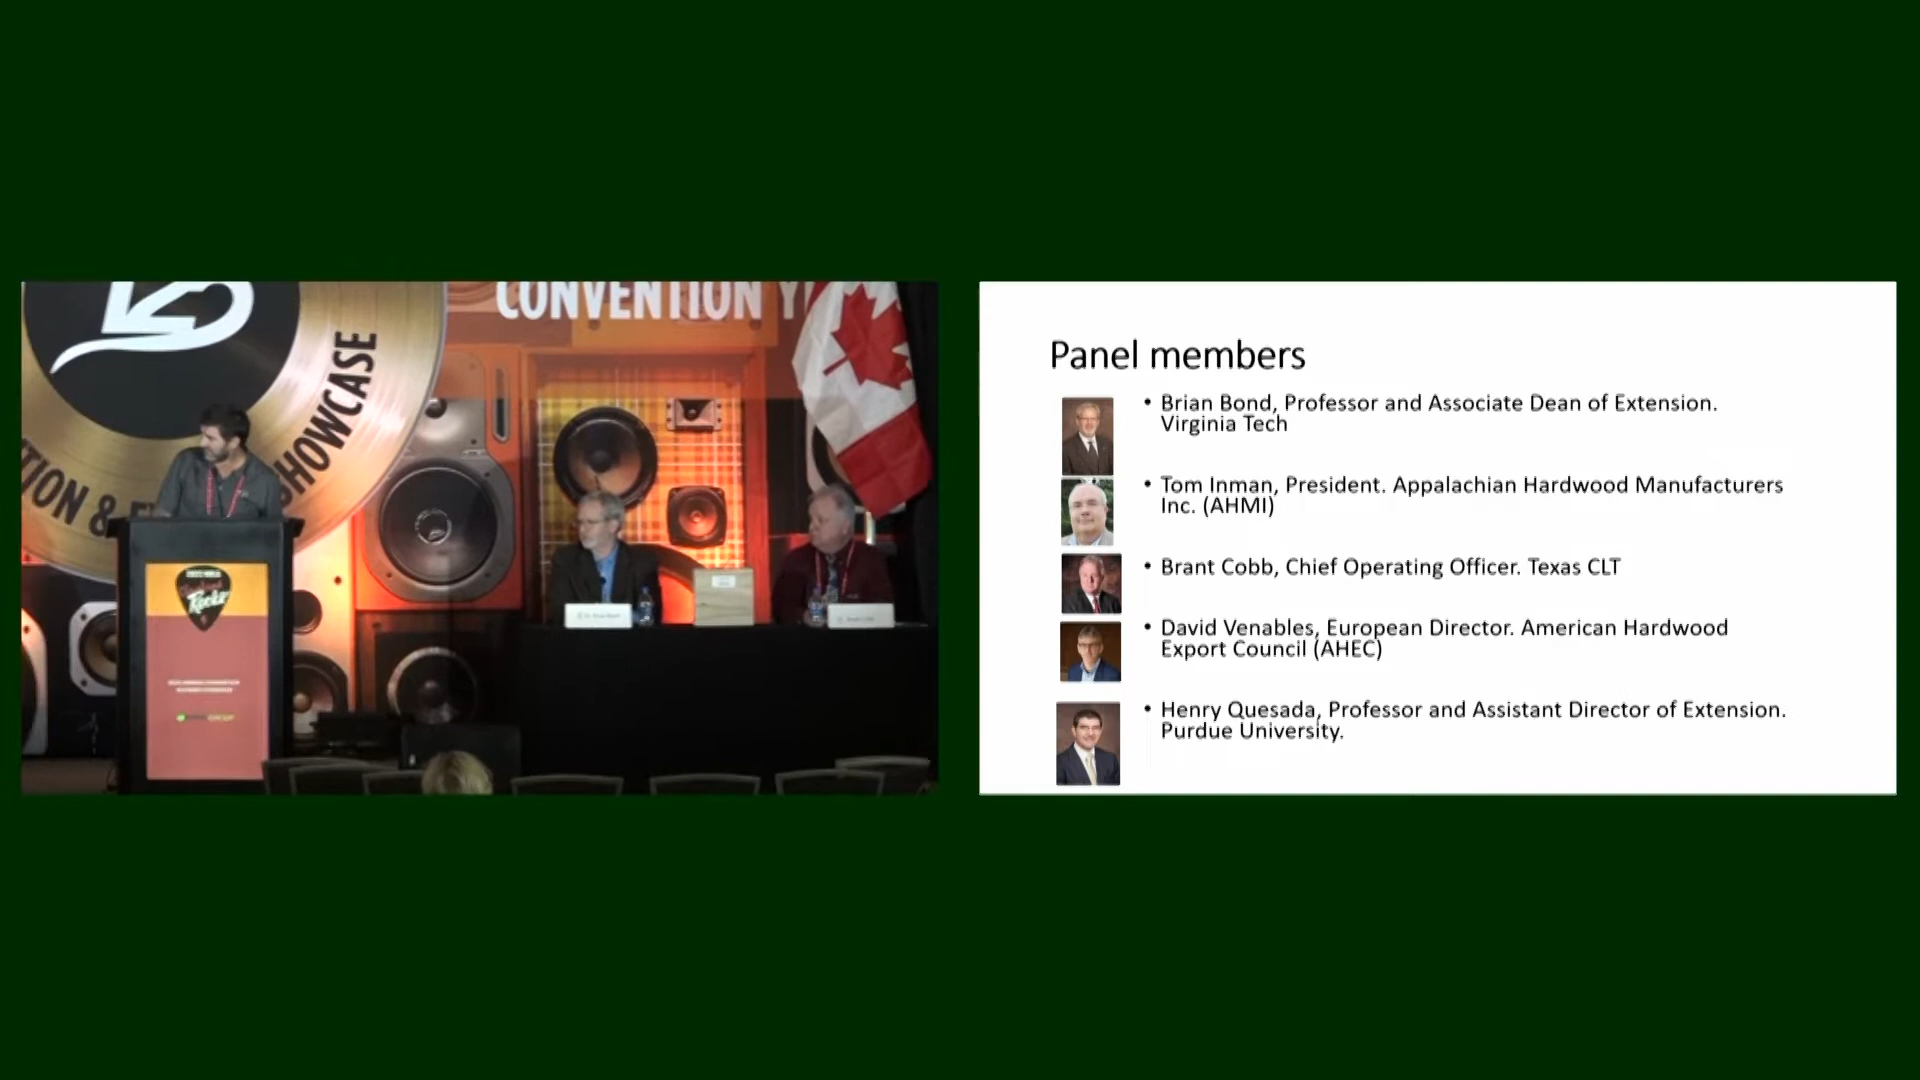 CONVENTION
SHOWCASE
TION &
Rocks
Panel members
• Brian Bond, Professor and Associate Dean of Extension.
Virginia Tech
• Tom Inman, President. Appalachian Hardwood Manufacturers
Inc. (AHMI)
• Brant Cobb, Chief Operating Officer. Texas CLT
• David Venables, European Director. American Hardwood
Export Council (AHEC)
• Henry Quesada, Professor and Assistant Director of Extension.
Purdue University.